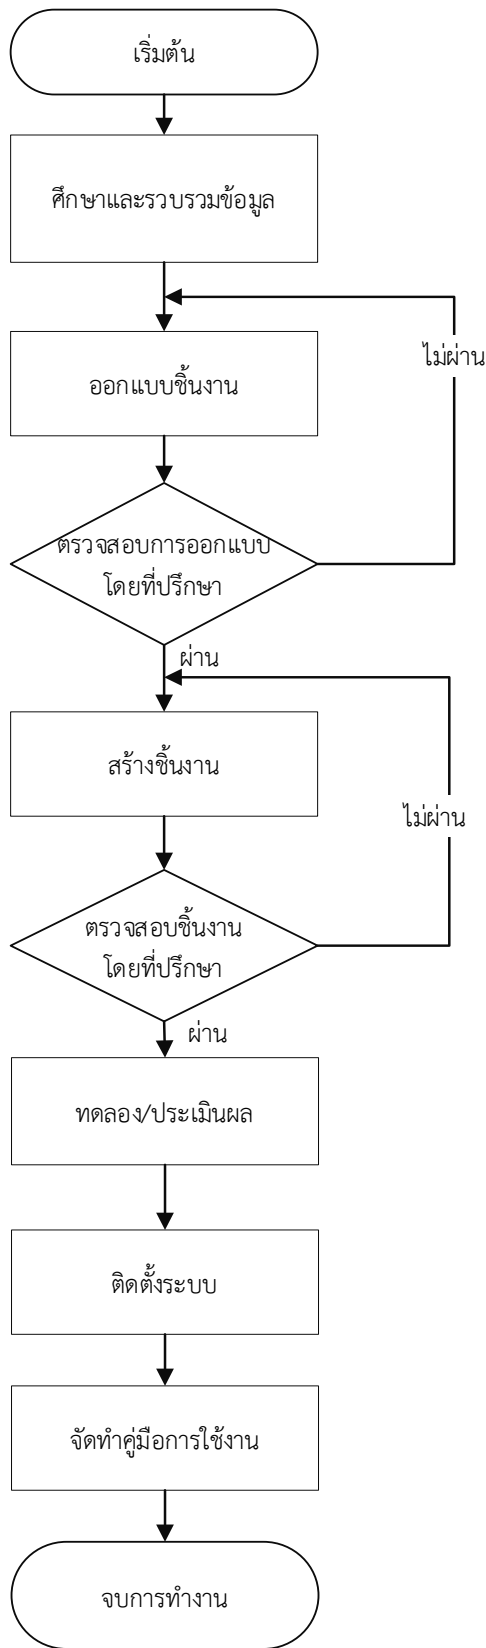 เริ่มต้น
ศึกษาและรวบรวมข้อมูล
ไม่ผ่าน
ออกแบบชิ้นงาน
ตรวจสอบการออกแบบ
โดยที่ปรึกษา
ผ่าน
สร้างชิ้นงาน
ไม่ผ่าน
ตรวจสอบชิ้นงาน
โดยที่ปรึกษา
ผ่าน
ทดลอง/ประเมินผล
ติดตั้งระบบ
จัดทำคู่มือการใช้งาน
จบการทำงาน